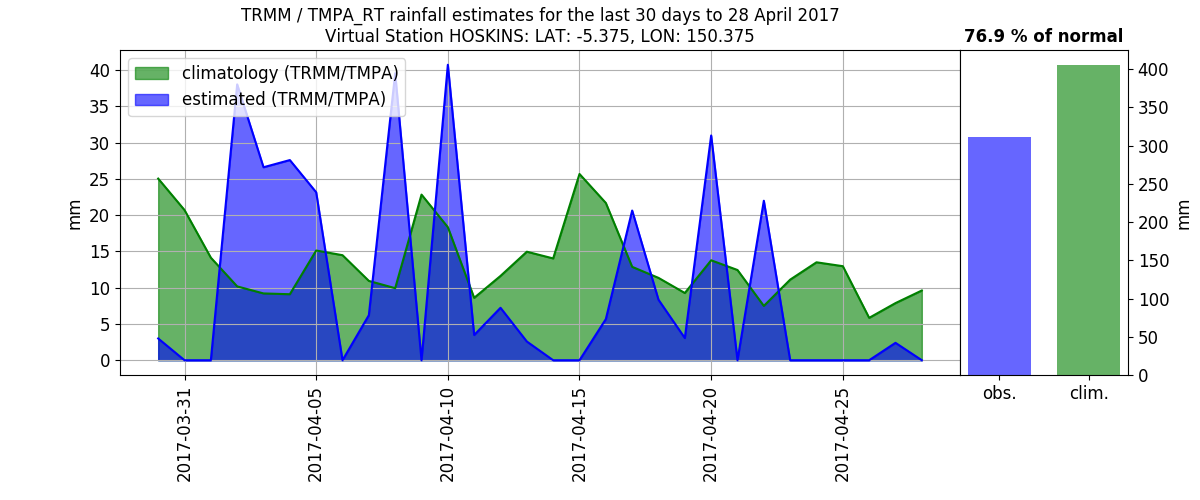 TRMM / TMPA_RT rainfall estimates for the last 30 days to 28 April 2017
Virtual Station HOSKINS: LAT: -5.375, LON: 150.375
76.9 % of normal
climatology (TRMM/TMPA)
estimated (TRMM/TMPA)
mm
40
35
30
25
20
15
10
5
0
2017-03-31
2017-04-05
2017-04-10
2017-04-15
2017-04-20
2017-04-25
400
350
300
250
200
150
100
50
0
mm
obs.
clim.